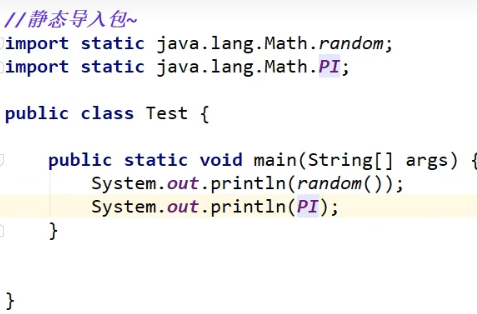 //静态导入包~
import static java.lang.Math.random;
import static java.lang.Math.PI;
public class Test {
public static void main(String[] args) {
System.out.println(random());
System.out.println(PI);
}
}